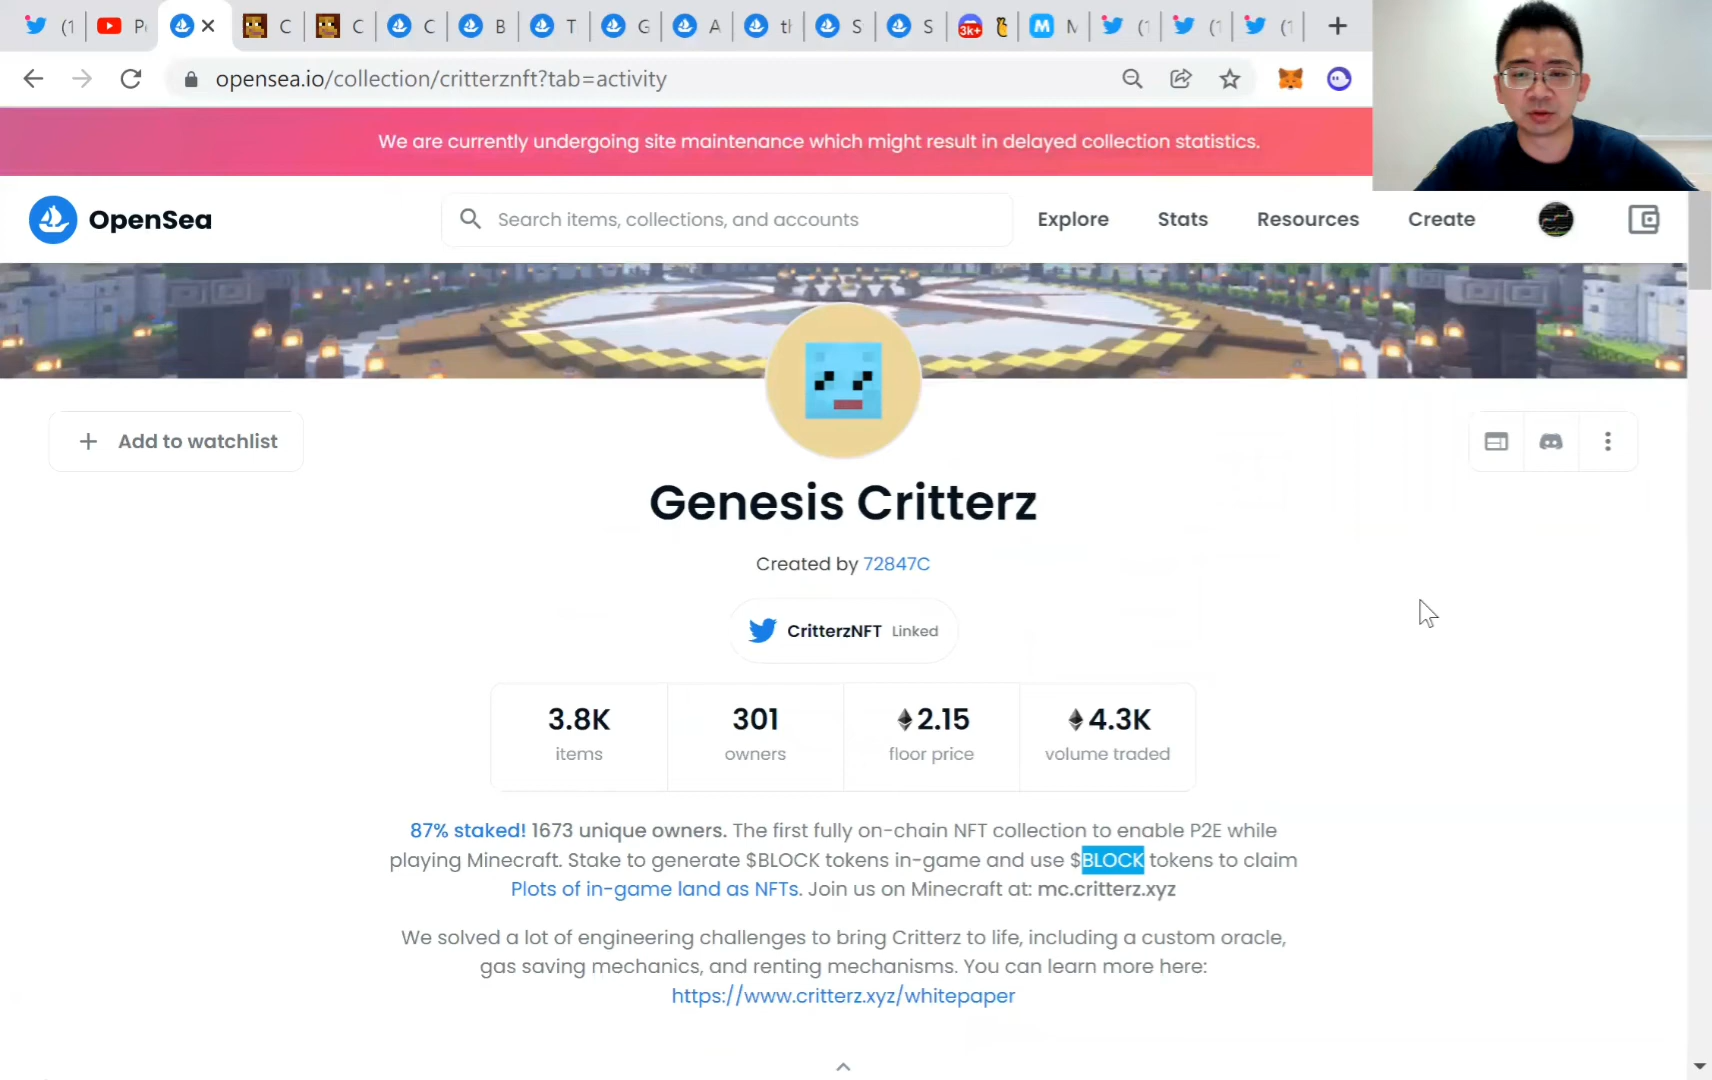 (1
P
C
C
C
B
T
G
A
th
S
S
3k+
M
(1
(1
(1
opensea.io/collection/critterznft?tab=activity
We are currently undergoing site maintenance which might result in delayed collection statistics.
OpenSea
Search items, collections, and accounts
Explore
Stats
Resources
Create
Add to watchlist
Genesis Critterz
Created by 72847C
CritterzNFT Linked
3.8K
301
2.15
4.3K
items
owners
floor price
volume traded
87% staked! 1673 unique owners. The first fully on-chain NFT collection to enable P2E while
playing Minecraft. Stake to generate $BLOCK tokens in-game and use $BLOCK tokens to claim
Plots of in-game land as NFTs. Join us on Minecraft at: mc.critterz.xyz
We solved a lot of engineering challenges to bring Critterz to life, including a custom oracle,
gas saving mechanics, and renting mechanisms. You can learn more here:
https://www.critterz.xyz/whitepaper